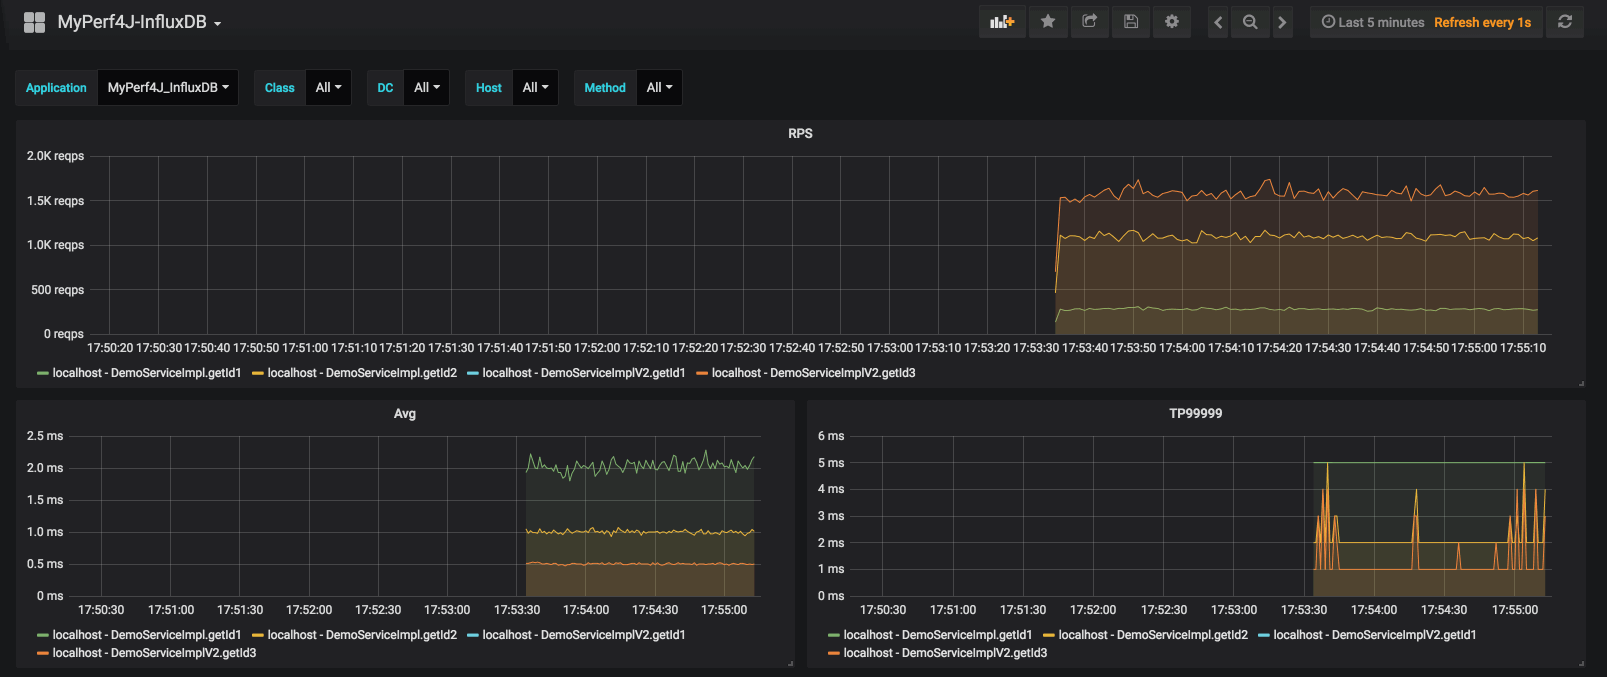 MyPerf4J-InfluxDB
Last 5 minutes Refresh every 1s
Application MyPerf4J_InfluxDB Class All DC All Host All Method All
RPS
2.0K reqps
1.5K reqps
1.0K reqps
500 reqps
0 reqps
17:50:20 17:50:30 17:50:40 17:50:50 17:51:00 17:51:10 17:51:20 17:51:30 17:51:40 17:51:50 17:52:00 17:52:10 17:52:20 17:52:30 17:52:40 17:52:50 17:53:00 17:53:10 17:53:20 17:53:30 17:53:40 17:53:50 17:54:00 17:54:10 17:54:20 17:54:30 17:54:40 17:54:50 17:55:00 17:55:10
localhost - DemoServiceImpl.getId1 localhost - DemoServiceImpl.getId2 localhost - DemoServiceImplV2.getId1 localhost - DemoServiceImplV2.getId3
Avg
2.5 ms
2.0 ms
1.5 ms
1.0 ms
0.5 ms
0 ms
17:50:30 17:51:00 17:51:30 17:52:00 17:52:30 17:53:00 17:53:30 17:54:00 17:54:30 17:55:00
localhost - DemoServiceImpl.getId1 localhost - DemoServiceImpl.getId2 localhost - DemoServiceImplV2.getId1
localhost - DemoServiceImplV2.getId3
TP99999
6 ms
5 ms
4 ms
3 ms
2 ms
1 ms
0 ms
17:50:30 17:51:00 17:51:30 17:52:00 17:52:30 17:53:00 17:53:30 17:54:00 17:54:30 17:55:00
localhost - DemoServiceImpl.getId1 localhost - DemoServiceImpl.getId2 localhost - DemoServiceImplV2.getId1
localhost - DemoServiceImplV2.getId3